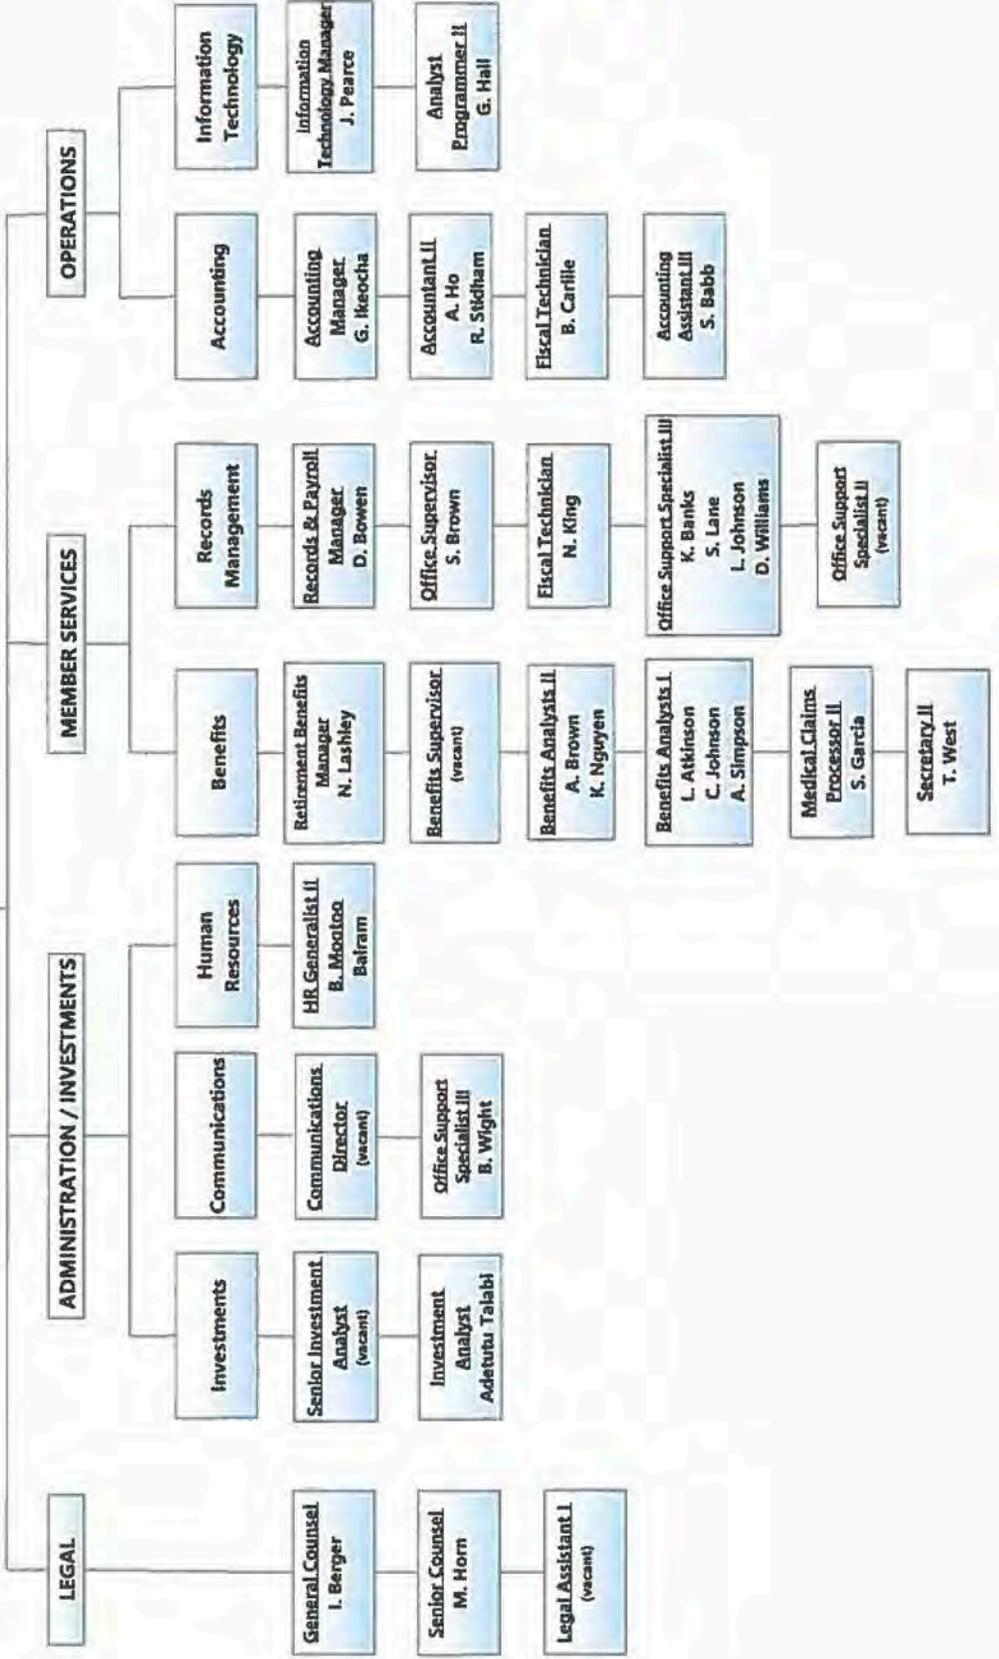 LEGAL
General Counsel
I. Berger
Senior Counsel
M. Horn
Legal Assistant I
(vacant)
ADMINISTRATION / INVESTMENTS
Investments
Senior Investment
Analyst
(vacant)
Investment
Analyst
Adetutu Talabi
Communications
Communications
Director
(vacant)
Office Support
Specialist III
B. Wight
Human
Resources
HR Generalist II
B. Mootoo
Balram
MEMBER SERVICES
Benefits
Retirement Benefits
Manager
N. Lashley
Benefits Supervisor
(vacant)
Benefits Analysts II
A. Brown
K. Nguyen
Benefits Analysts I
L. Atkinson
C. Johnson
A. Simpson
Medical Claims
Processor II
S. Garcia
Secretary II
T. West
Records
Management
Records & Payroll
Manager
D. Bowen
Office Supervisor
S. Brown
Fiscal Technician
N. King
Office Support Specialist III
K. Banks
S. Lane
L. Johnson
D. Williams
Office Support
Specialist II
(vacant)
OPERATIONS
Accounting
Accounting
Manager
G. Ikeocha
Accountant II
A. Ho
R. Stidham
Fiscal Technician
B. Carlile
Accounting
Assistant III
S. Babb
Information
Technology
Information
Technology Manager
J. Pearce
Analyst
Programmer II
G. Hall